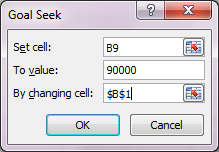 Goal Seek
?
Set cell: B9
To value: 90000
By changing cell: $B$1
OK Cancel